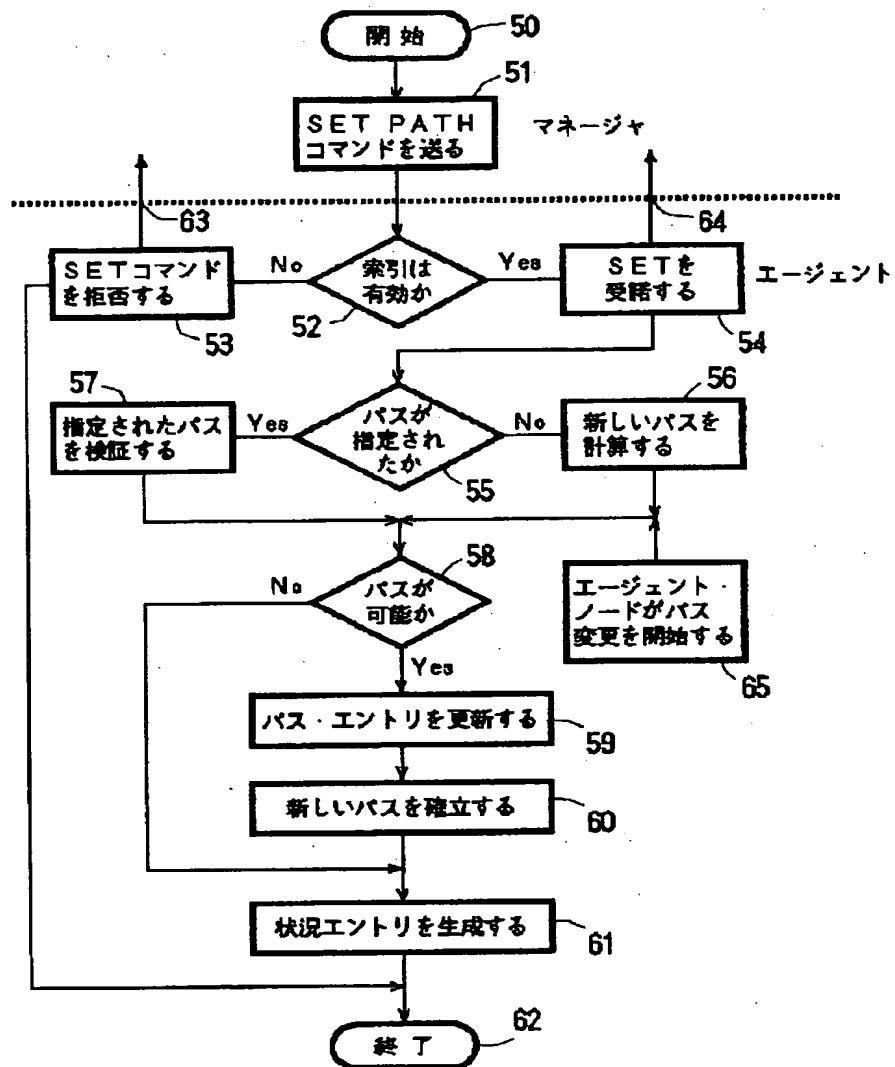 開始
50
51
SET PATH
コマンドを送る
マネージャ
63
64
SETコマンド
を拒否する
53
No
索引は
有効か
52
Yes
SETを
受諾する
54
エージェント
57
指定されたパス
を検証する
Yes
パスが
指定され
たか
55
No
56
新しいパスを
計算する
No
58
パスが
可能か
Yes
エージェント・
ノードがパス
変更を開始する
65
パス・エントリを更新する
59
新しいパスを確立する
60
状況エントリを生成する
61
終了
62